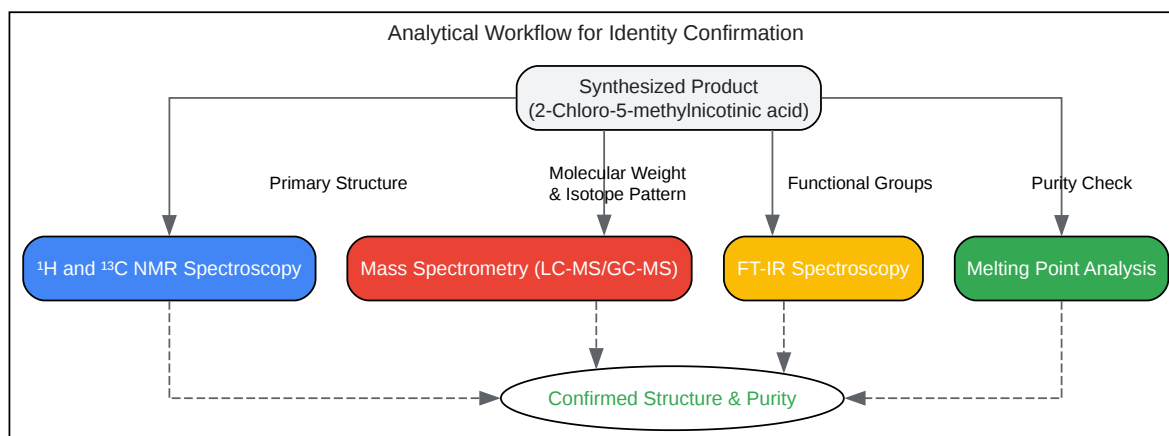 Analytical Workflow for Identity Confirmation
Synthesized Product
(2-Chloro-5-methylnicotinic acid)
Primary Structure
Molecular Weight
& Isotope Pattern
Functional Groups
Purity Check
¹H and ¹³C NMR Spectroscopy
Mass Spectrometry (LC-MS/GC-MS)
FT-IR Spectroscopy
Melting Point Analysis
Confirmed Structure & Purity